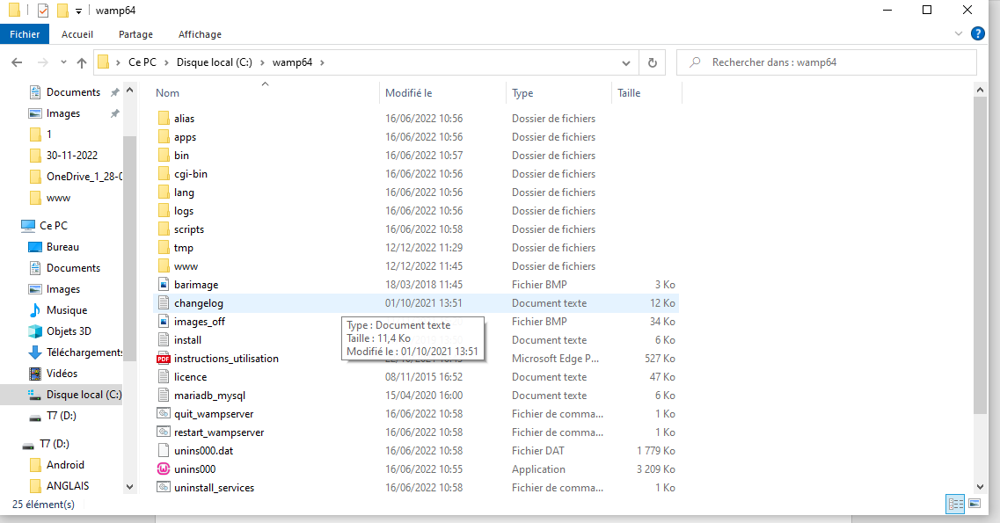 wamp64
Fichier Accueil Partage Affichage
Ce PC Disque local (C:) wamp64 Rechercher dans : wamp64
Documents
Images
1
30-11-2022
OneDrive_1_28-
www
Ce PC
Bureau
Documents
Images
Musique
Objets 3D
Téléchargements
Vidéos
Disque local (C:)
T7 (D:)
T7 (D:)
Android
ANGLAIS
Nom Modifié le Type Taille
alias 16/06/2022 10:56 Dossier de fichiers
apps 16/06/2022 10:56 Dossier de fichiers
bin 16/06/2022 10:57 Dossier de fichiers
cgi-bin 16/06/2022 10:56 Dossier de fichiers
lang 16/06/2022 10:56 Dossier de fichiers
logs 16/06/2022 10:56 Dossier de fichiers
scripts 16/06/2022 10:58 Dossier de fichiers
tmp 12/12/2022 11:29 Dossier de fichiers
www 12/12/2022 11:45 Dossier de fichiers
barimage 18/03/2018 11:45 Fichier BMP 3 Ko
changelog 01/10/2021 13:51 Document texte 12 Ko
images_off Fichier BMP 34 Ko
install Document texte 6 Ko
instructions_utilisation Microsoft Edge P... 527 Ko
licence 08/11/2015 16:52 Document texte 47 Ko
mariadb_mysql 15/04/2020 16:00 Document texte 6 Ko
quit_wampserver 16/06/2022 10:58 Fichier de comma... 1 Ko
restart_wampserver 16/06/2022 10:58 Fichier de comma... 1 Ko
unins000.dat 16/06/2022 10:58 Fichier DAT 1 779 Ko
unins000 16/06/2022 10:55 Application 3 209 Ko
uninstall_services 16/06/2022 10:58 Fichier de comma... 1 Ko
Type : Document texte
Taille : 11,4 Ko
Modifié le : 01/10/2021 13:51
25 élément(s)